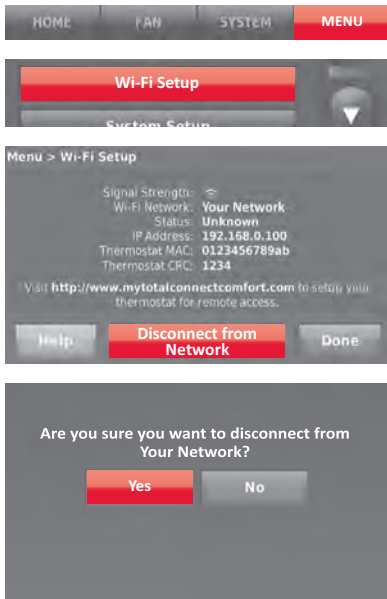 HOME FAN SYSTEM MENU
Wi-Fi Setup
System Setup
Menu > Wi-Fi Setup
Signal Strength:
Wi-Fi Network: Your Network
Status: Unknown
IP Address: 192.168.0.100
Thermostat MAC: 0123456789ab
Thermostat CRC: 1234
Visit http://www.mytotalconnectcomfort.com to setup your
thermostat for remote access.
Help Disconnect from Network Done
Are you sure you want to disconnect from
Your Network?
Yes No